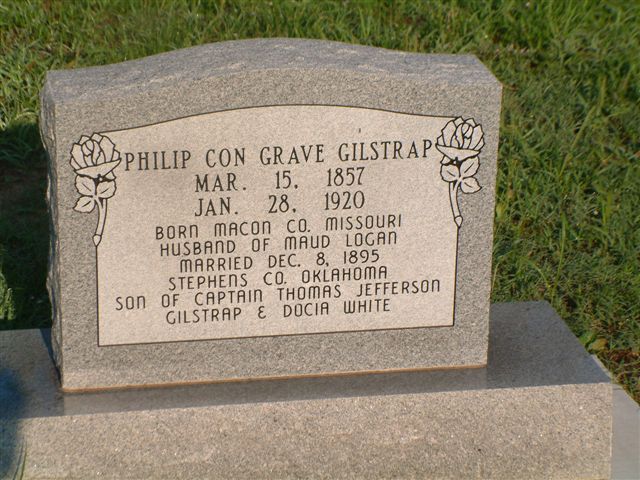 PHILIP CON GRAVE GILSTRAP
MAR. 15, 1857
JAN. 28, 1920
BORN MACON CO. MISSOURI
HUSBAND OF MAUD LOGAN
MARRIED DEC. 8, 1895
STEPHENS CO. OKLAHOMA
SON OF CAPTAIN THOMAS JEFFERSON
GILSTRAP & DOCIA WHITE